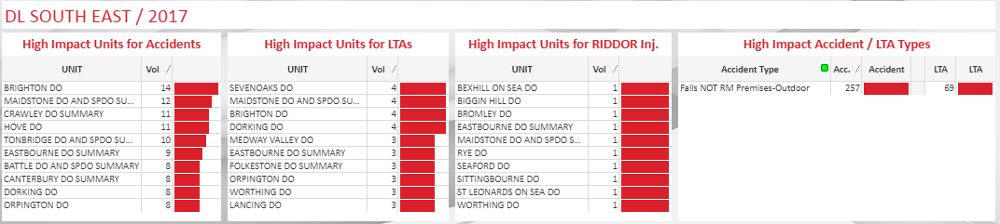 DL SOUTH EAST / 2017
High Impact Units for Accidents
UNIT Vol /
BRIGHTON DO 14
MAIDSTONE DO AND SPDO SU... 12
CRAWLEY DO SUMMARY 11
HOVE DO 11
TONBRIDGE DO AND SPDO SU... 10
EASTBOURNE DO SUMMARY 9
BATTLE DO AND SPDO SUMMARY 8
CANTERBURY DO SUMMARY 8
DORKING DO 8
ORPINGTON DO 8
High Impact Units for LTAs
UNIT Vol /
SEVENOAKS DO 4
MAIDSTONE DO AND SPDO SU... 4
BRIGHTON DO 4
DORKING DO 4
MEDWAY VALLEY DO 3
EASTBOURNE DO SUMMARY 3
FOLKESTONE DO SUMMARY 3
ORPINGTON DO 3
WORTHING DO 3
LANCING DO 3
High Impact Units for RIDDOR Inj.
UNIT Vol /
BEXHILL ON SEA DO 1
BIGGIN HILL DO 1
BROMLEY DO 1
EASTBOURNE DO SUMMARY 1
MAIDSTONE DO AND SPDO S... 1
RYE DO 1
SEAFORD DO 1
SITTINGBOURNE DO 1
ST LEONARDS ON SEA DO 1
WORTHING DO 1
High Impact Accident / LTA Types
Accident Type Acc. / Accident LTA LTA
Falls NOT RM Premises-Outdoor 257 69